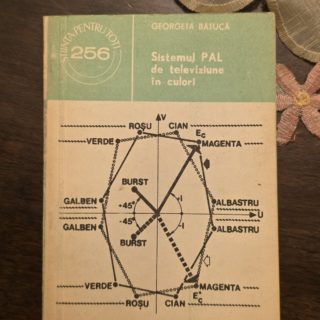 GEORGETA BĂȚUCĂ
ȘTIINȚA PENTRU TOȚI
256
Sistemul PAL
de televiziune
în culori
V
ROȘU CIAN Ec
VERDE MAGENTA
BURST
GALBEN +45° ALBASTRU
U
GALBEN -45° ALBASTRU
BURST
VERDE MAGENTA
ROȘU CIAN E*c